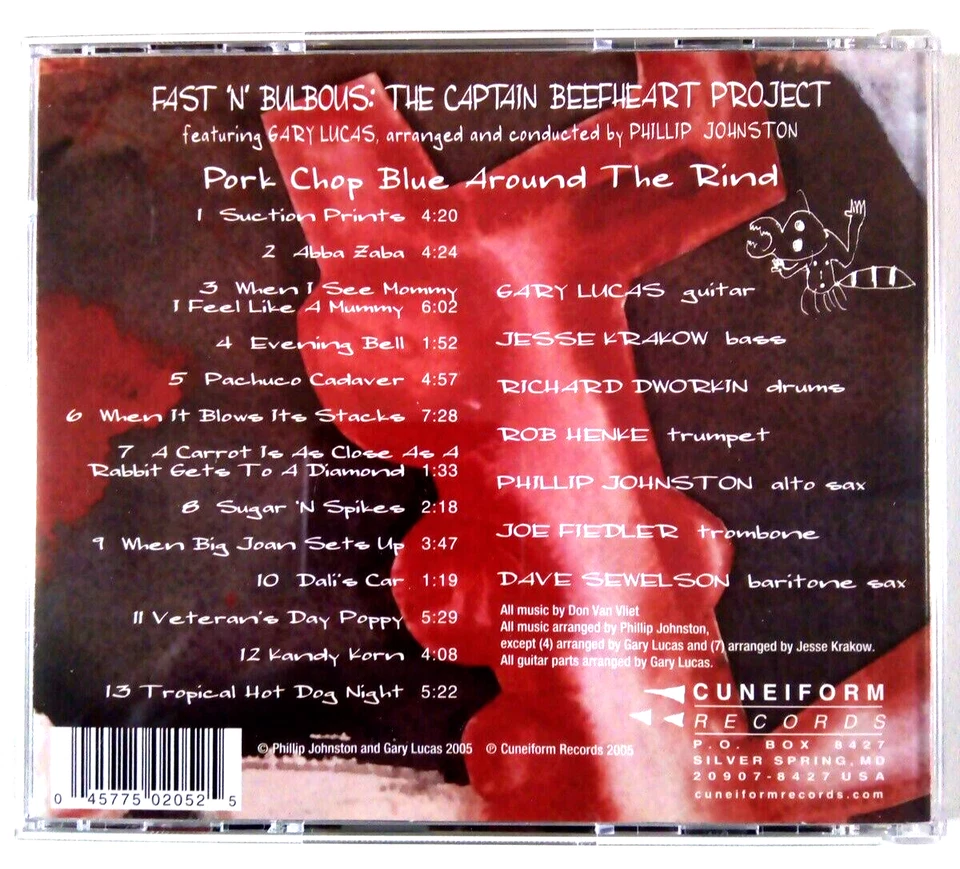 FAST 'N' BULBOUS: THE CAPTAIN BEEFHEART PROJECT
featuring GARY LUCAS, arranged and conducted by PHILLIP JOHNSTON
Pork Chop Blue Around The Rind
1 Suction Prints 4:20
2 Abba Zaba 4:24
3 When I See Mommy
I Feel Like A Mummy 6:02
4 Evening Bell 1:52
5 Pachuco Cadaver 4:57
6 When It Blows Its Stacks 7:28
7 A Carrot Is As Close As A
Rabbit Gets To A Diamond 1:33
8 Sugar 'N Spikes 2:18
9 When Big Joan Sets Up 3:47
10 Dali's Car 1:19
11 Veteran's Day Poppy 5:29
12 Kandy Korn 4:08
13 Tropical Hot Dog Night 5:22
GARY LUCAS guitar
JESSE KRAKOW bass
RICHARD DWORKIN drums
ROB HENKE trumpet
PHILLIP JOHNSTON alto sax
JOE FIEDLER trombone
DAVE SEWELSON baritone sax
All music by Don Van Vliet
All music arranged by Phillip Johnston,
except (4) arranged by Gary Lucas and (7) arranged by Jesse Krakow.
All guitar parts arranged by Gary Lucas.
CUNEIFORM
RECORDS
P.O. BOX 8427
SILVER SPRING, MD
20907-8427 USA
cuneiformrecords.com
© Phillip Johnston and Gary Lucas 2005 ℗ Cuneiform Records 2005
0 45775 02052 5